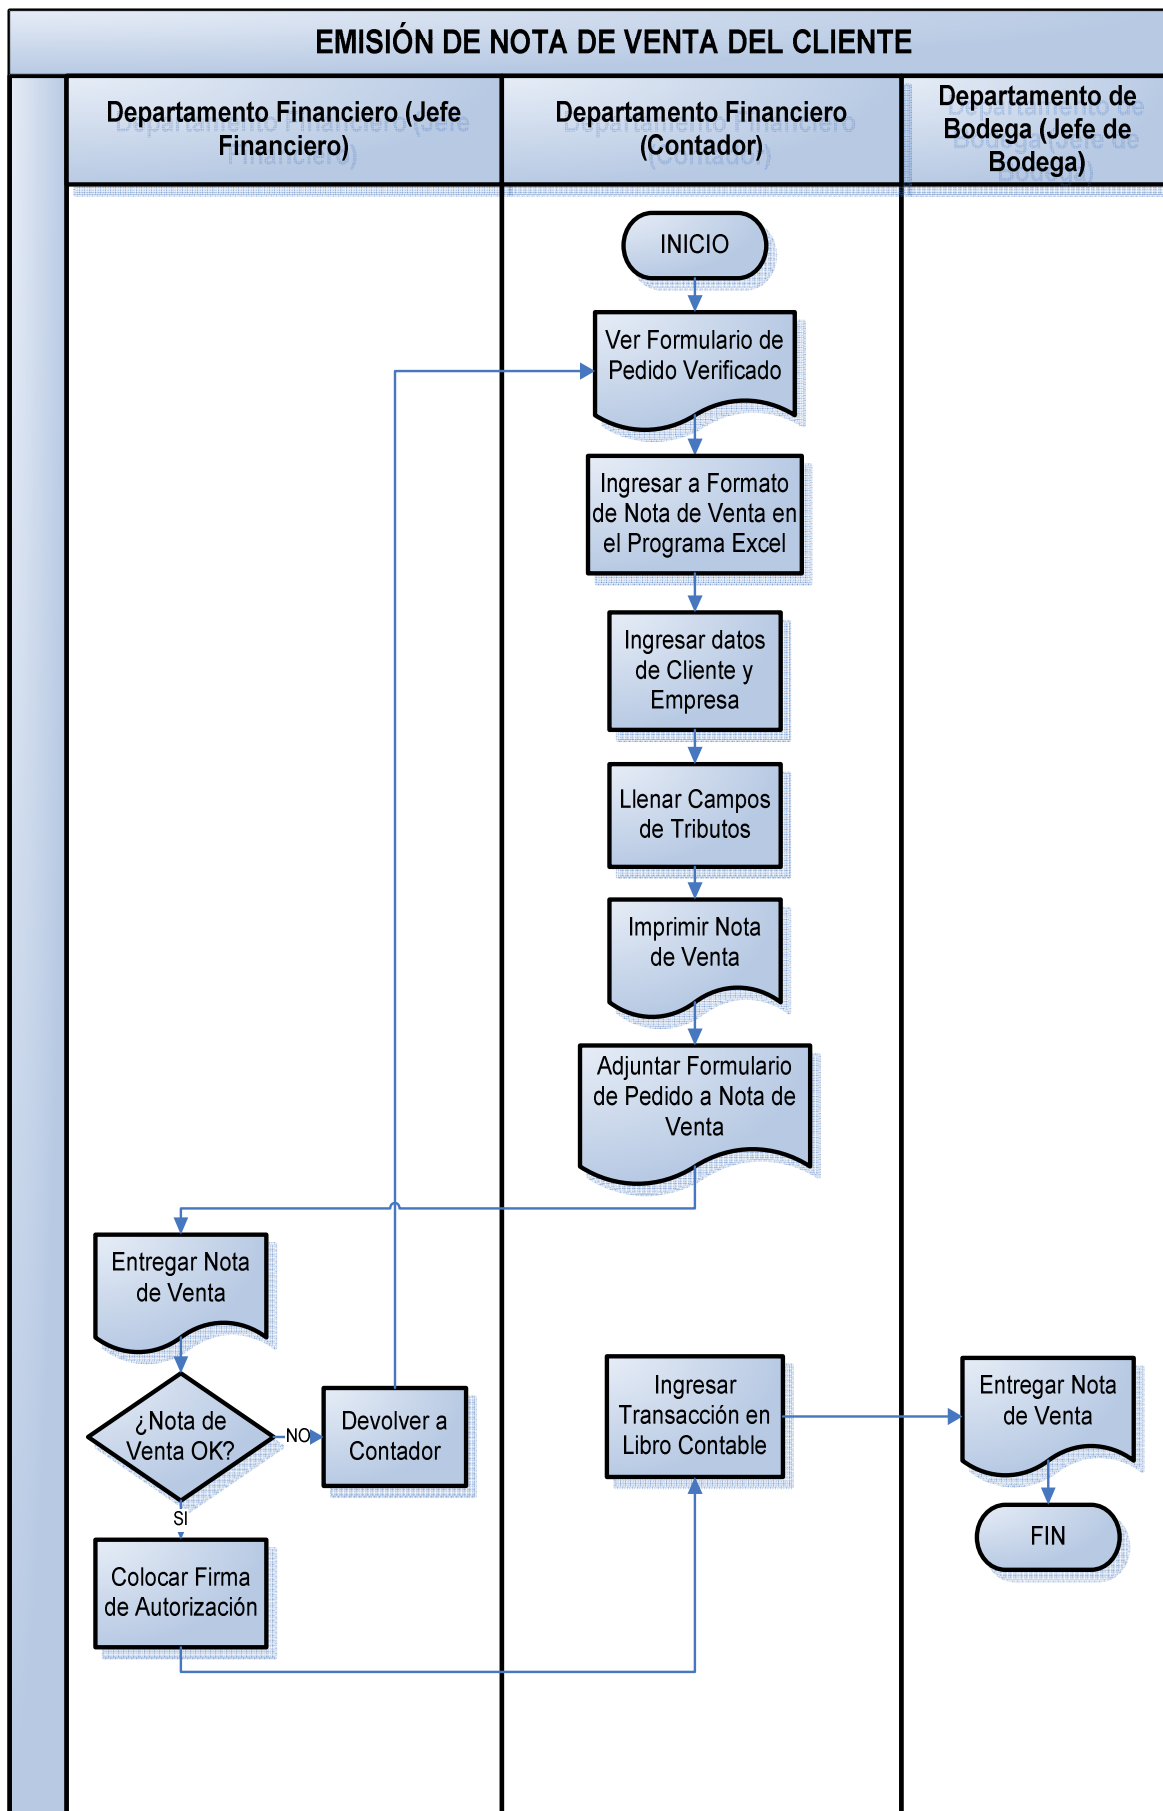 EMISIÓN DE NOTA DE VENTA DEL CLIENTE
Departamento Financiero (Jefe
Financiero)
Departamento Financiero
(Contador)
Departamento de
Bodega (Jefe de
Bodega)
INICIO
Ver Formulario de
Pedido Verificado
Ingresar a Formato
de Nota de Venta en
el Programa Excel
Ingresar datos
de Cliente y
Empresa
Llenar Campos
de Tributos
Imprimir Nota
de Venta
Adjuntar Formulario
de Pedido a Nota de
Venta
Entregar Nota
de Venta
¿Nota de
Venta OK?
NO
Devolver a
Contador
SI
Colocar Firma
de Autorización
Ingresar
Transacción en
Libro Contable
Entregar Nota
de Venta
FIN